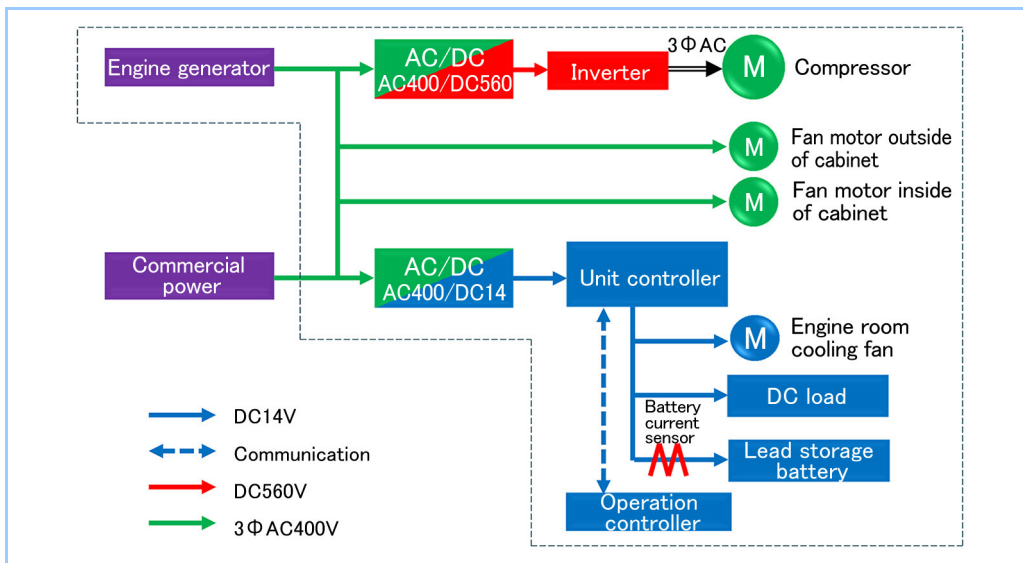 Engine generator
AC/DC
AC400/DC560
Inverter
3ΦAC
M
Compressor
M
Fan motor outside
of cabinet
M
Fan motor inside
of cabinet
Commercial
power
AC/DC
AC400/DC14
Unit controller
M
Engine room
cooling fan
DC load
Battery
current
sensor
Lead storage
battery
Operation
controller
DC14V
Communication
DC560V
3ΦAC400V